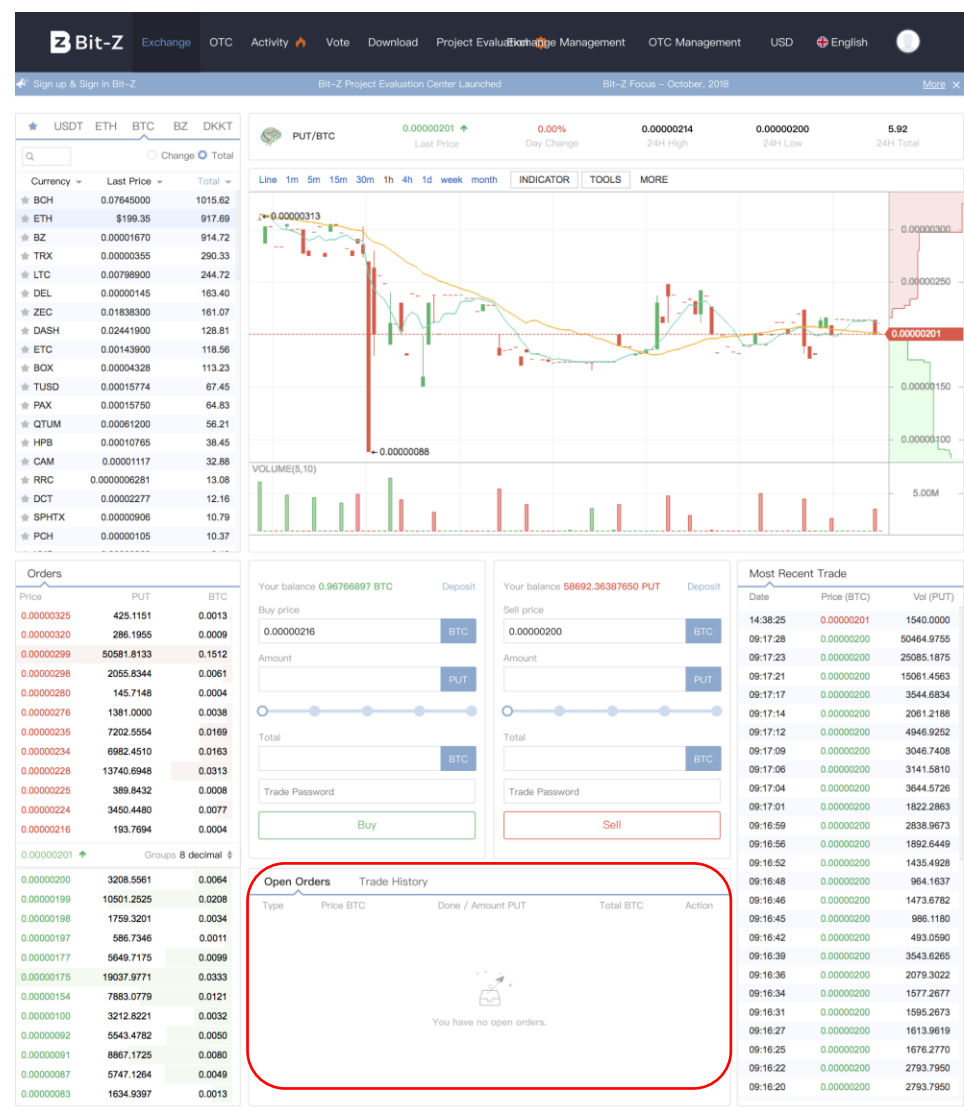 Bit-Z Exchange OTC Activity Vote Download Project Evaluation Exchange Management OTC Management USD English
Sign up & Sign in Bit-Z Bit-Z Project Evaluation Center Launched Bit-Z Focus - October, 2018 More ×
USDT ETH BTC BZ DKKT
Change Total
Currency Last Price Total
BCH 0.07645000 1015.62
ETH $199.35 917.69
BZ 0.00001670 914.72
TRX 0.00000355 290.33
LTC 0.00798900 244.72
DEL 0.00000145 163.40
ZEC 0.01838300 161.07
DASH 0.02441900 128.81
ETC 0.00143900 118.56
BOX 0.00004328 113.23
TUSD 0.00015774 67.45
PAX 0.00015750 64.83
QTUM 0.00061200 56.21
HPB 0.00010765 38.45
CAM 0.00001117 32.88
RRC 0.0000006281 13.08
DCT 0.00002277 12.16
SPHTX 0.00000906 10.79
PCH 0.00000105 10.37
PUT/BTC 0.00000201 0.00% 0.00000214 0.00000200 5.92
Last Price Day Change 24H High 24H Low 24H Total
Line 1m 5m 15m 30m 1h 4h 1d week month INDICATOR TOOLS MORE
0.00000313
0.00000300
0.00000250
0.00000201
0.00000150
0.00000100
0.00000088
VOLUME(5,10)
5.00M
0.00
Orders
Price PUT BTC
0.00000325 425.1151 0.0013
0.00000320 286.1955 0.0009
0.00000299 50581.8133 0.1512
0.00000298 2055.8344 0.0061
0.00000280 145.7148 0.0004
0.00000276 1381.0000 0.0038
0.00000235 7202.5554 0.0169
0.00000234 6982.4510 0.0163
0.00000228 13740.6948 0.0313
0.00000225 389.8432 0.0008
0.00000224 3450.4480 0.0077
0.00000216 193.7694 0.0004
0.00000201 Groups 8 decimal
0.00000200 3208.5561 0.0064
0.00000199 10501.2525 0.0208
0.00000198 1759.3201 0.0034
0.00000197 586.7346 0.0011
0.00000177 5649.7175 0.0099
0.00000175 19037.9771 0.0333
0.00000154 7883.0779 0.0121
0.00000100 3212.8221 0.0032
0.00000092 5543.4782 0.0050
0.00000091 8867.1725 0.0080
0.00000087 5747.1264 0.0049
0.00000083 1634.9397 0.0013
Your balance 0.96766897 BTC Deposit
Buy price
0.00000216 BTC
Amount
PUT
Total
BTC
Trade Password
Buy
Your balance 58692.36387650 PUT Deposit
Sell price
0.00000200 BTC
Amount
PUT
Total
BTC
Trade Password
Sell
Open Orders Trade History
Type Price BTC Done / Amount PUT Total BTC Action
You have no open orders.
Most Recent Trade
Date Price (BTC) Vol (PUT)
14:38:25 0.00000201 1540.0000
09:17:28 0.00000200 50464.9755
09:17:23 0.00000200 25085.1875
09:17:21 0.00000200 15061.4563
09:17:17 0.00000200 3544.6834
09:17:14 0.00000200 2061.2188
09:17:12 0.00000200 4946.9252
09:17:09 0.00000200 3046.7408
09:17:06 0.00000200 3141.5810
09:17:04 0.00000200 3644.5726
09:17:01 0.00000200 1822.2863
09:16:59 0.00000200 2838.9673
09:16:56 0.00000200 1892.6449
09:16:52 0.00000200 1435.4928
09:16:48 0.00000200 964.1637
09:16:46 0.00000200 1473.6782
09:16:45 0.00000200 986.1180
09:16:42 0.00000200 493.0590
09:16:39 0.00000200 3543.6265
09:16:36 0.00000200 2079.3022
09:16:34 0.00000200 1577.2677
09:16:31 0.00000200 1595.2673
09:16:27 0.00000200 1613.9619
09:16:25 0.00000200 1676.2770
09:16:22 0.00000200 2793.7950
09:16:20 0.00000200 2793.7950